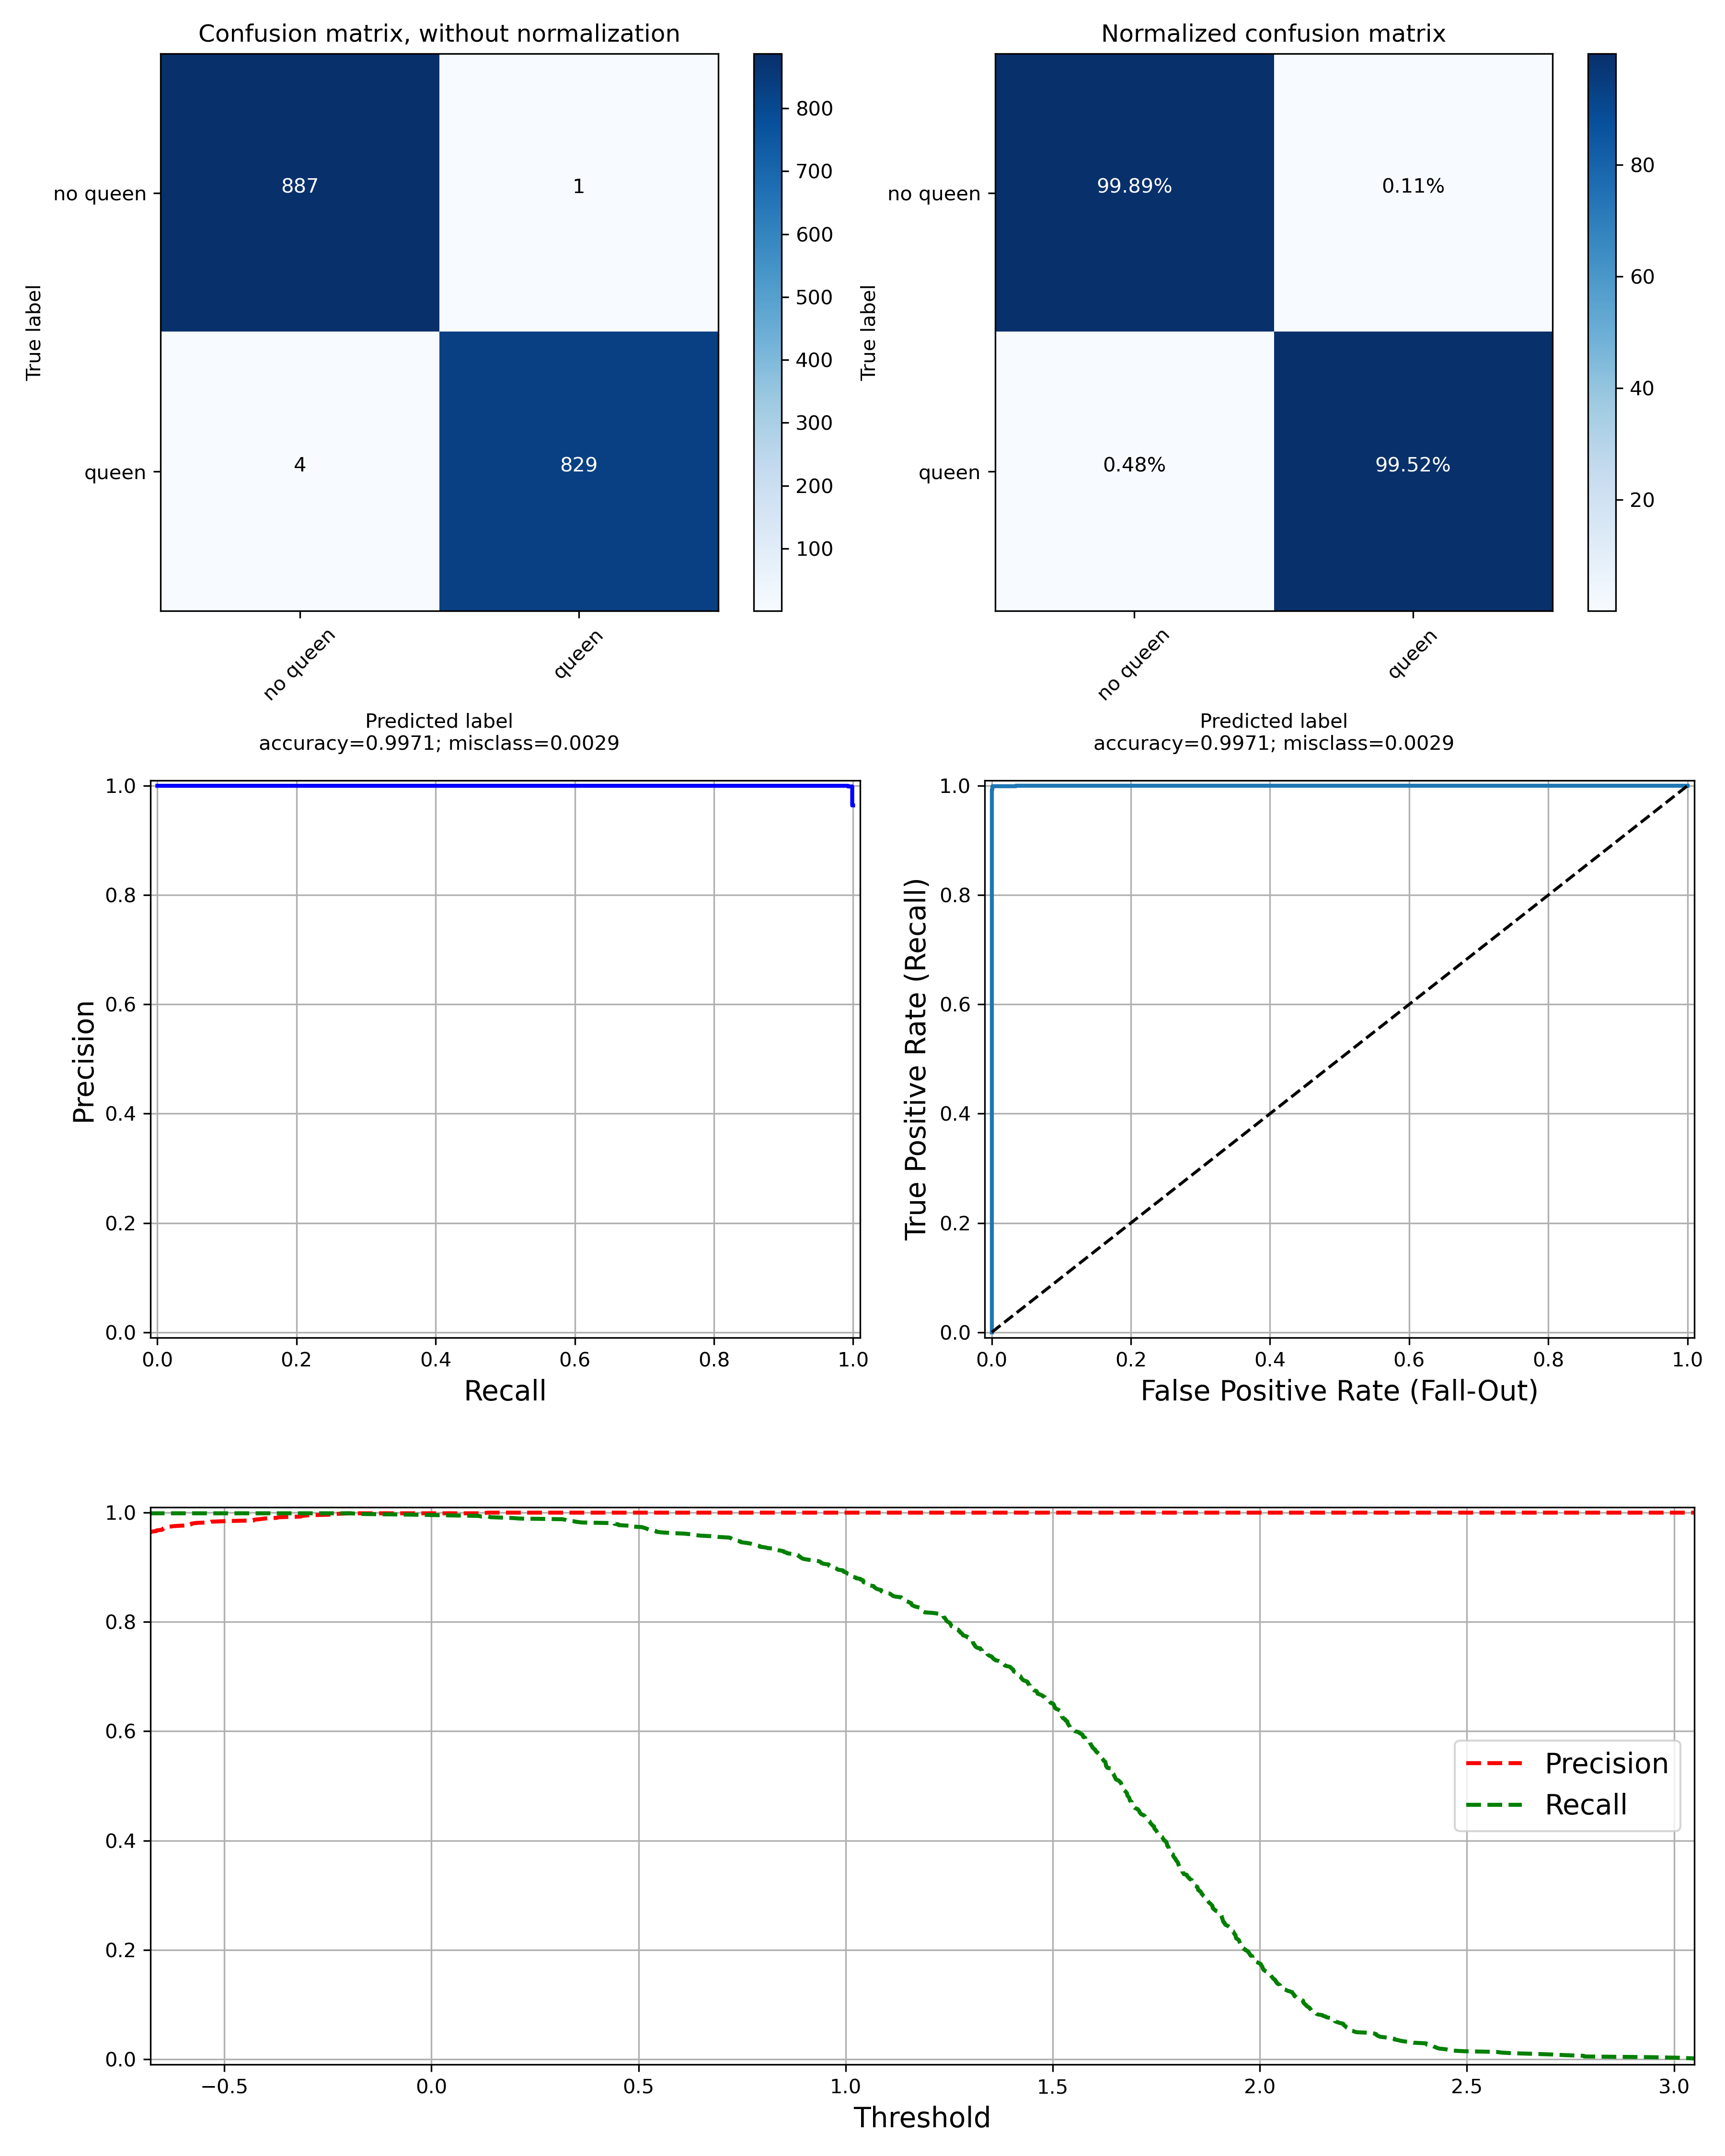 Confusion matrix, without normalization
no queen
queen
True label
887
1
4
829
800
700
600
500
400
300
200
100
no queen
queen
Predicted label
accuracy=0.9971; misclass=0.0029
Normalized confusion matrix
no queen
queen
True label
99.89%
0.11%
0.48%
99.52%
80
60
40
20
no queen
queen
Predicted label
accuracy=0.9971; misclass=0.0029
Precision
1.0
0.8
0.6
0.4
0.2
0.0
0.0 0.2 0.4 0.6 0.8 1.0
Recall
True Positive Rate (Recall)
1.0
0.8
0.6
0.4
0.2
0.0
0.0 0.2 0.4 0.6 0.8 1.0
False Positive Rate (Fall-Out)
1.0
0.8
0.6
0.4
0.2
0.0
Precision
Recall
−0.5 0.0 0.5 1.0 1.5 2.0 2.5 3.0
Threshold